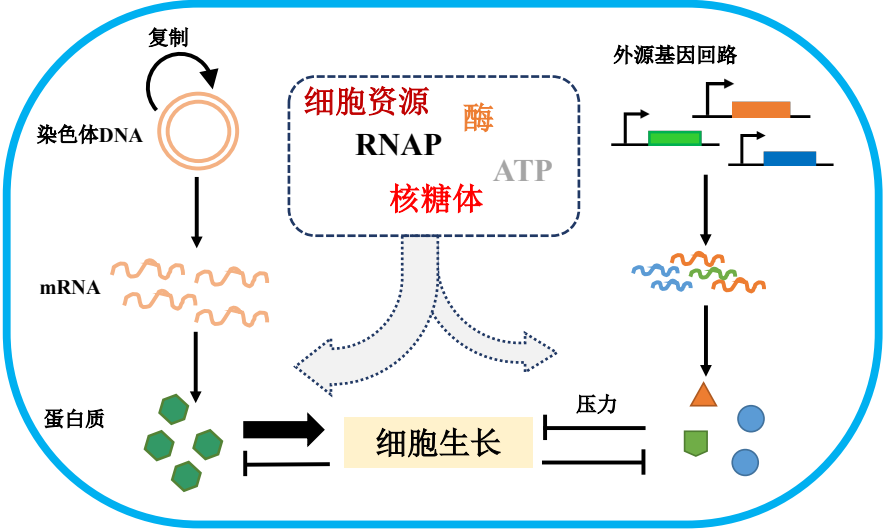 复制
染色体DNA
mRNA
蛋白质
细胞资源
酶
RNAP
ATP
核糖体
外源基因回路
压力
细胞生长